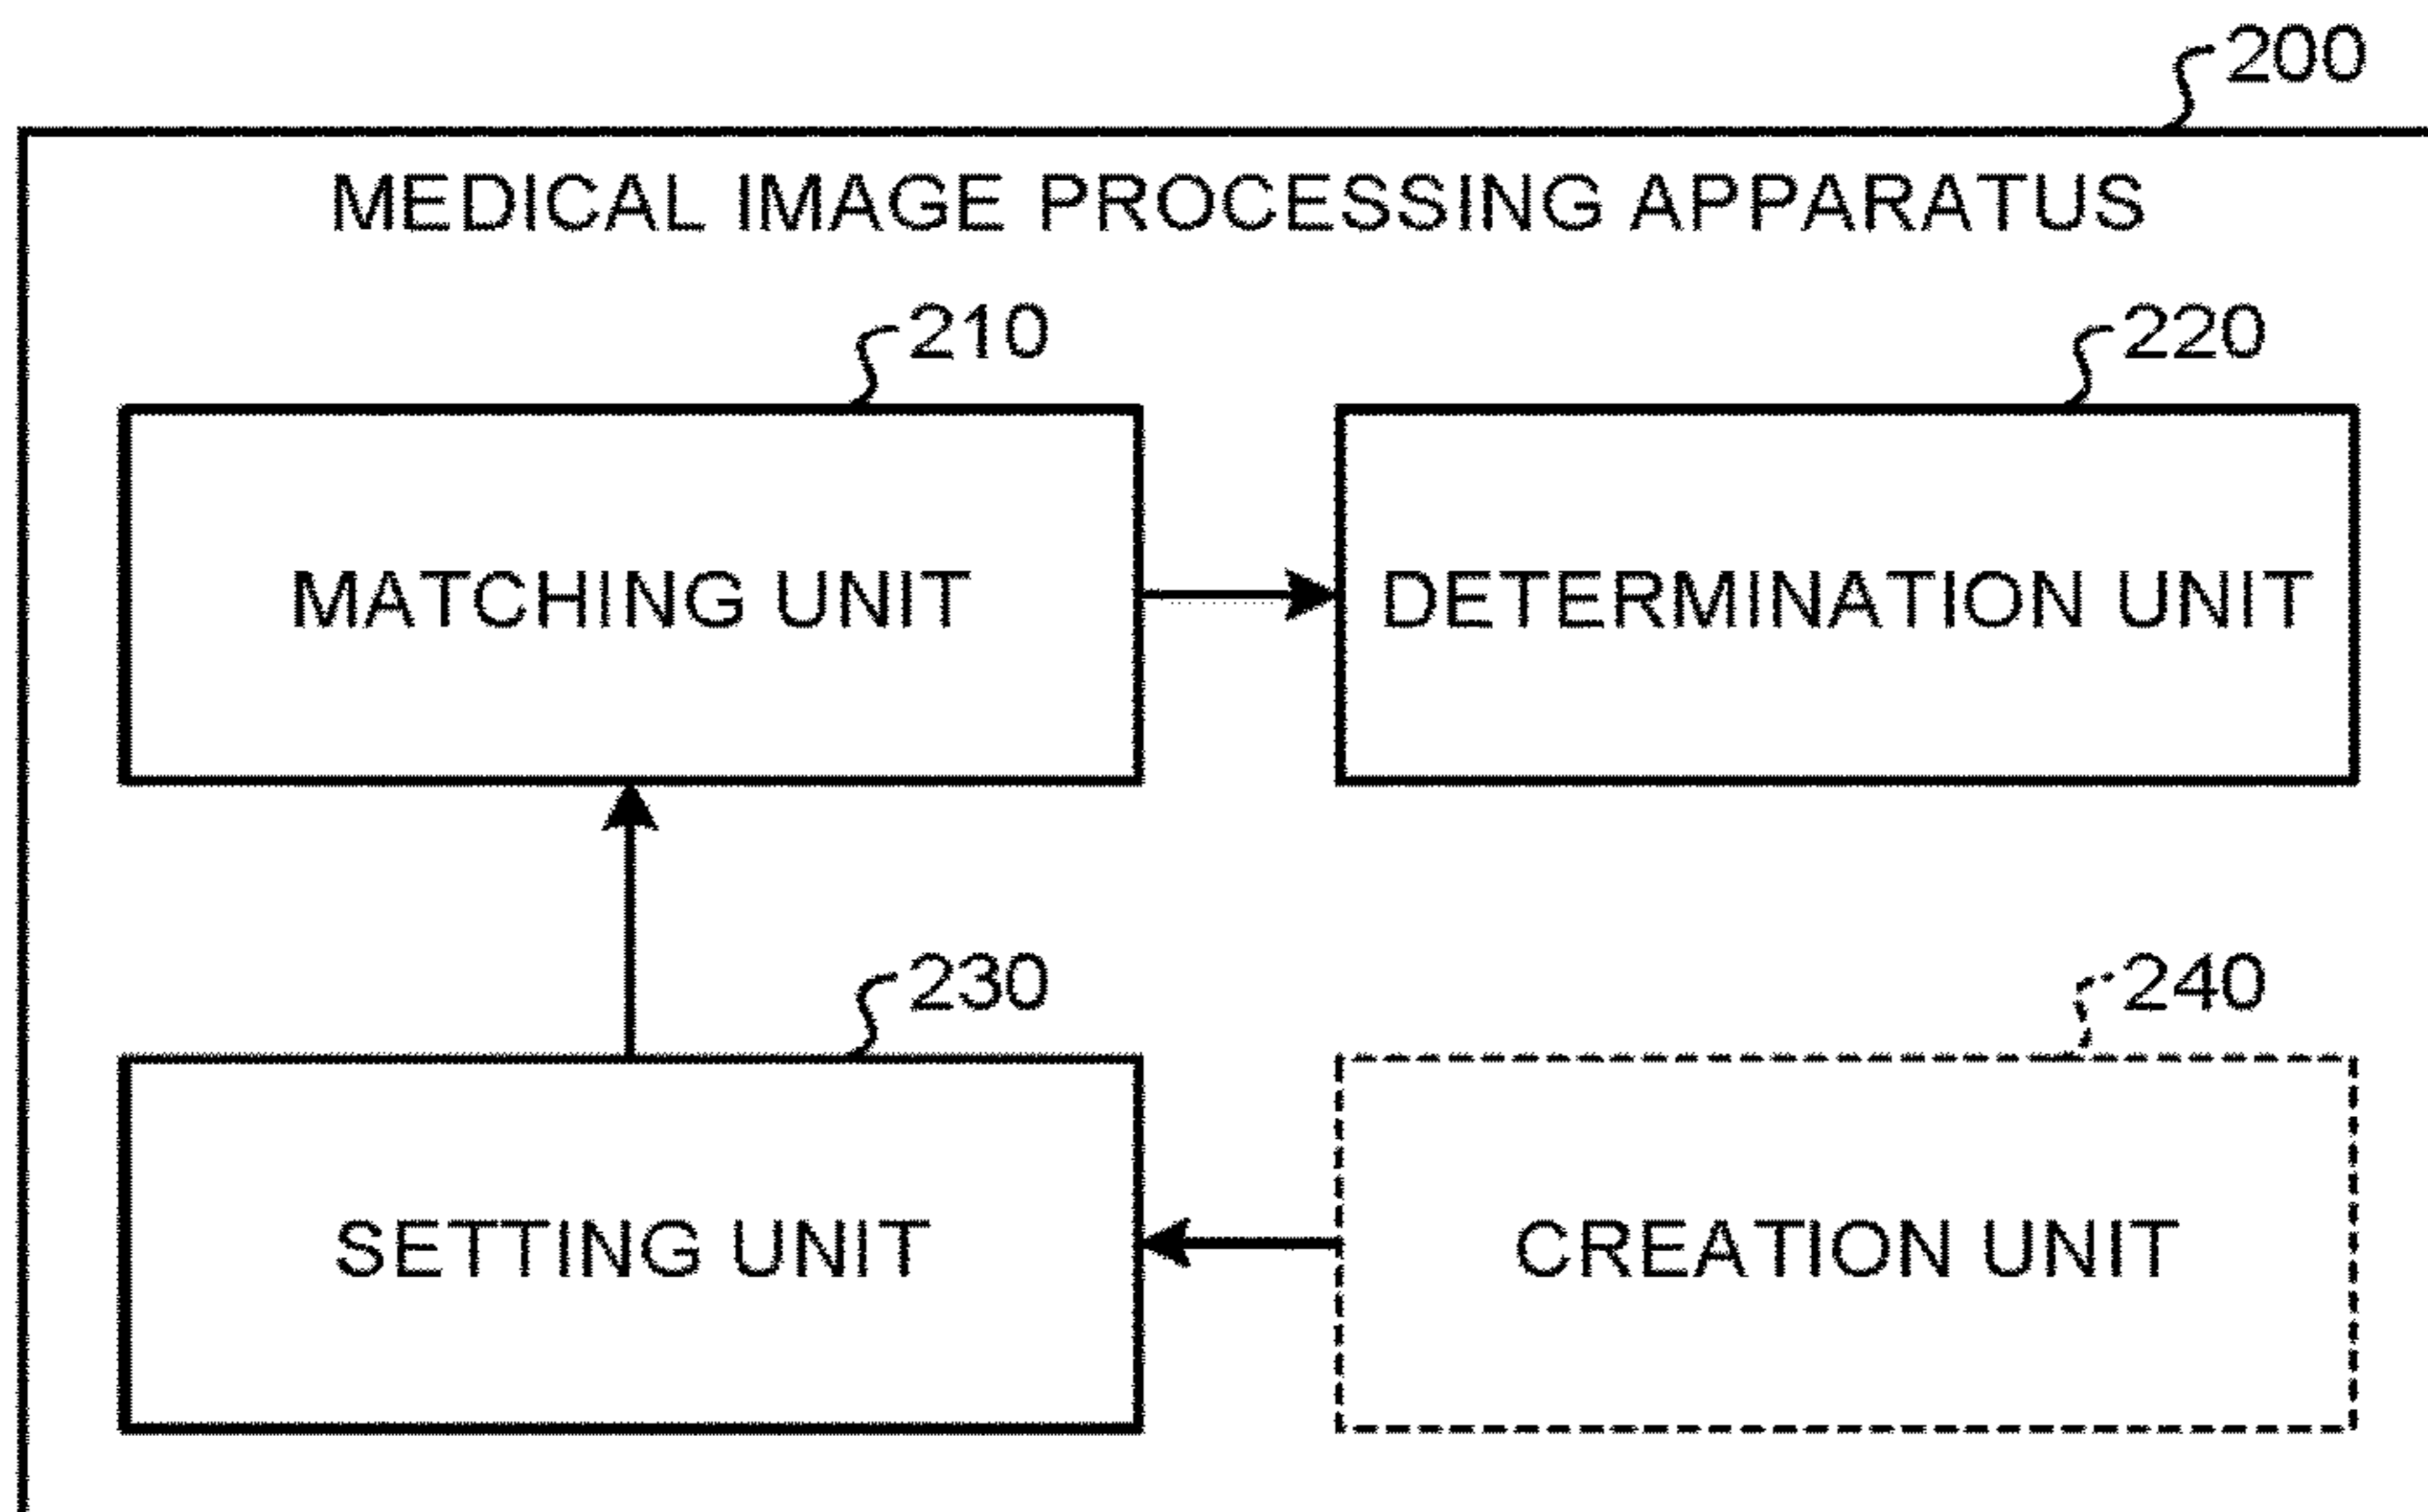 200
MEDICAL IMAGE PROCESSING APPARATUS
210
220
MATCHING UNIT
DETERMINATION UNIT
230
240
SETTING UNIT
CREATION UNIT